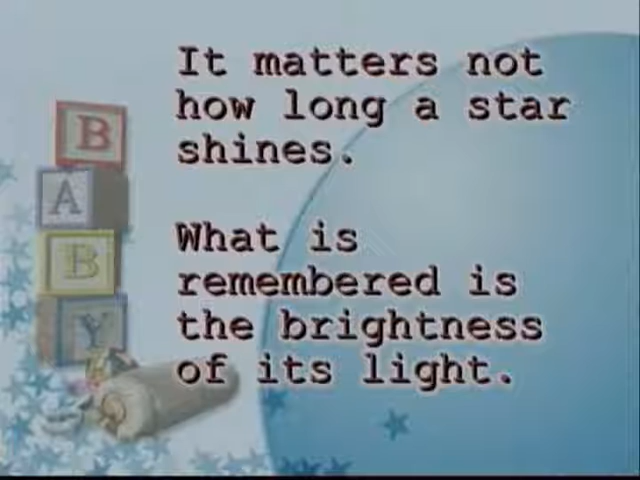 It matters not
how long a star
shines.
What is
remembered is
the brightness
of its light.
B
A
B
Y